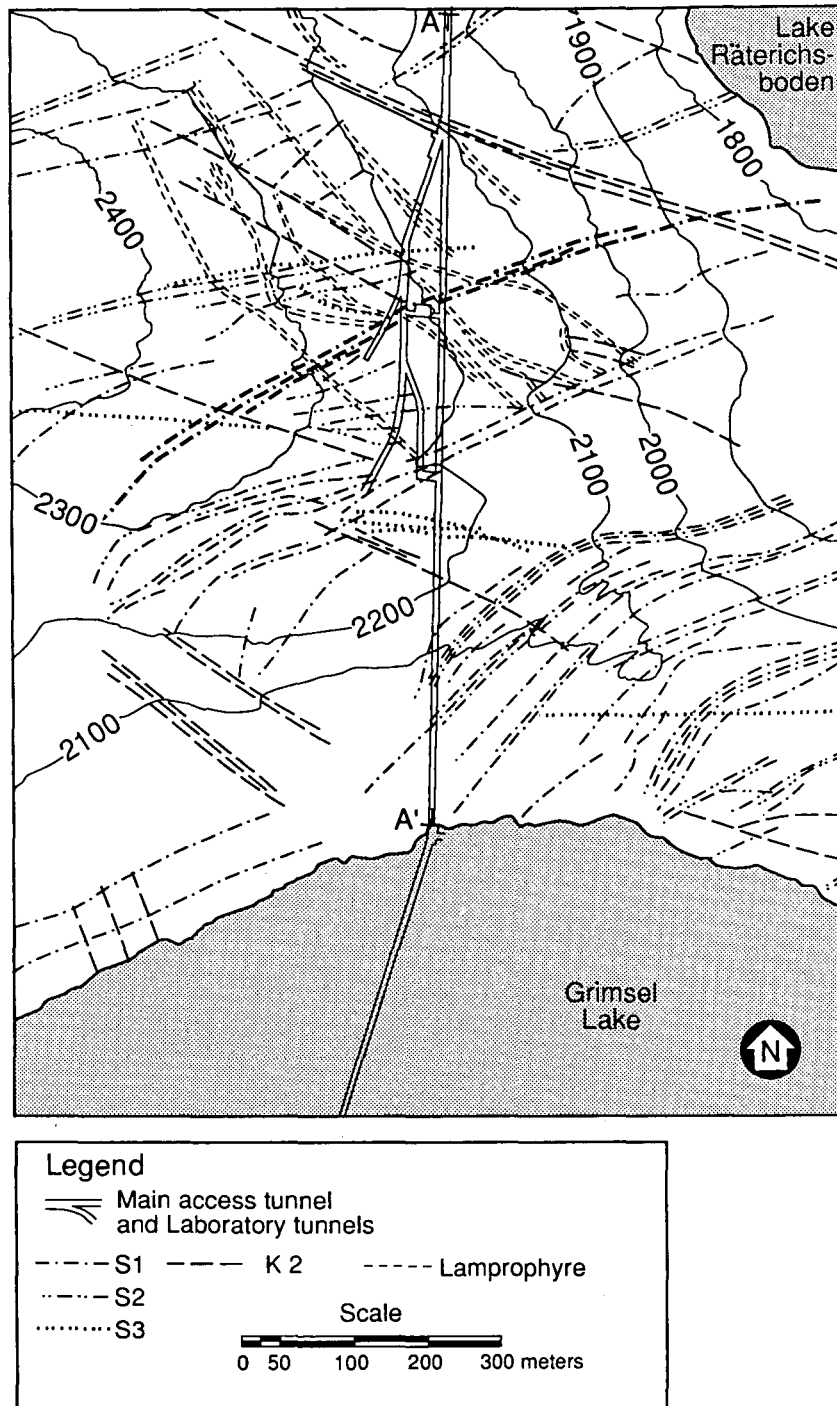 A
Lake
Räterichs-
boden
1900
1800
2400
2300
2100
2000
2200
2100
A'
Grimsel
Lake
N
Legend
Main access tunnel
and Laboratory tunnels
S1
K 2
Lamprophyre
S2
S3
Scale
0 50 100 200 300 meters